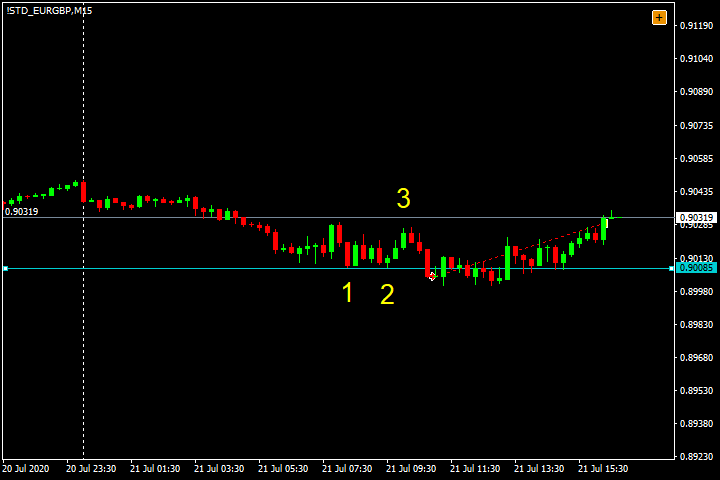 !STD_EURGBP,M15
+
0.91190
0.91040
0.90890
0.90735
0.90585
0.90435
3
0.90319
0.90319
0.90285
0.90130
0.90085
1
2
0.89980
0.89830
0.89680
0.89530
0.89380
0.89230
20 Jul 2020
20 Jul 23:30
21 Jul 01:30
21 Jul 03:30
21 Jul 05:30
21 Jul 07:30
21 Jul 09:30
21 Jul 11:30
21 Jul 13:30
21 Jul 15:30